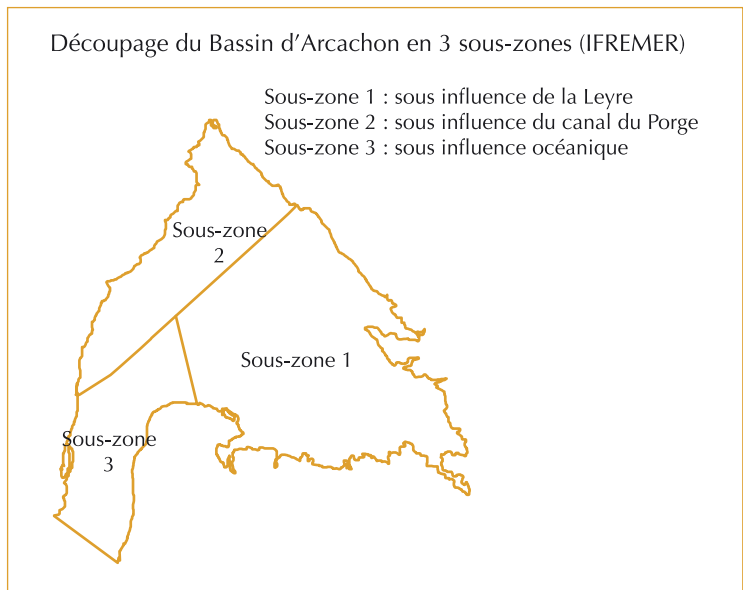 Découpage du Bassin d’Arcachon en 3 sous-zones (IFREMER)
Sous-zone 1 : sous influence de la Leyre
Sous-zone 2 : sous influence du canal du Porge
Sous-zone 3 : sous influence océanique
Sous-zone
2
Sous-zone 1
Sous-zone
3